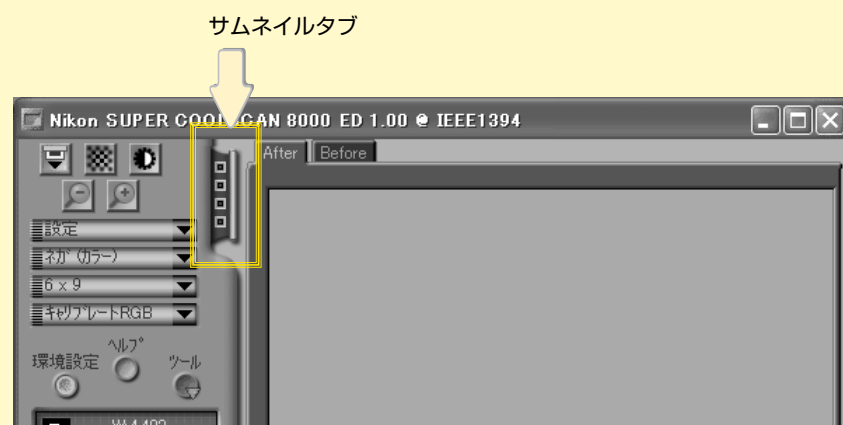 サムネイルタブ
Nikon SUPER COOLSCAN 8000 ED 1.00 @ IEEE1394
After Before
設定
ネガ(カラー)
6 x 9
キャリブレートRGB
環境設定 ヘルプ ツール